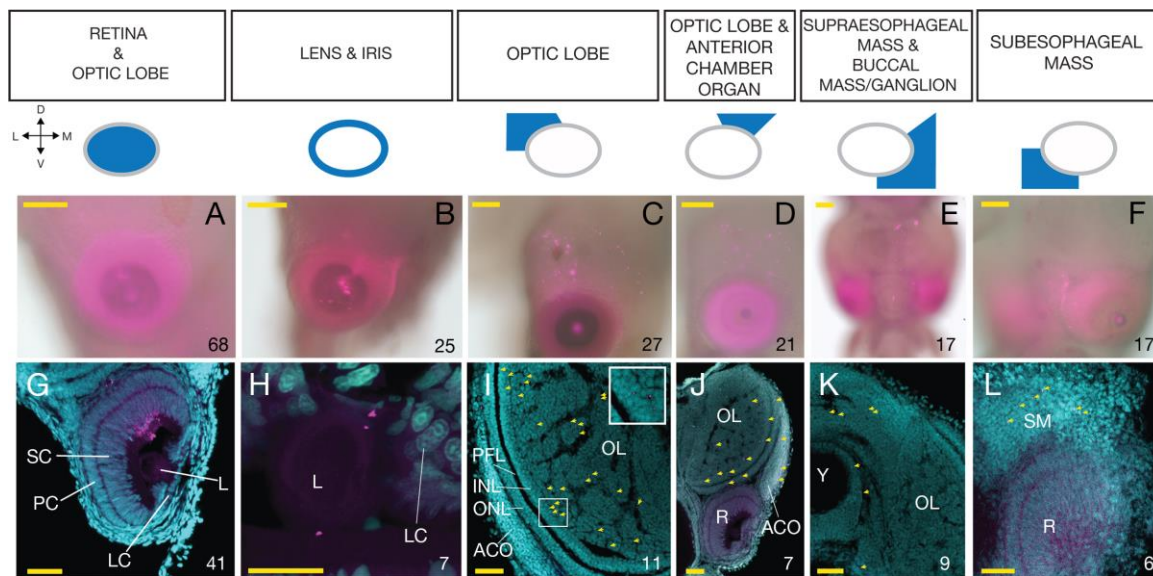 RETINA
&
OPTIC LOBE
LENS & IRIS
OPTIC LOBE
OPTIC LOBE &
ANTERIOR
CHAMBER
ORGAN
SUPRAESOPHAGEAL
MASS &
BUCCAL
MASS/GANGLION
SUBESOPHAGEAL
MASS
D
L M
V
A
68
B
25
C
27
D
21
E
17
F
17
G
SC
PC
L
LC
41
H
L
LC
7
I
OL
PFL
INL
ONL
ACO
11
J
OL
R
ACO
7
K
Y
OL
9
L
SM
R
6